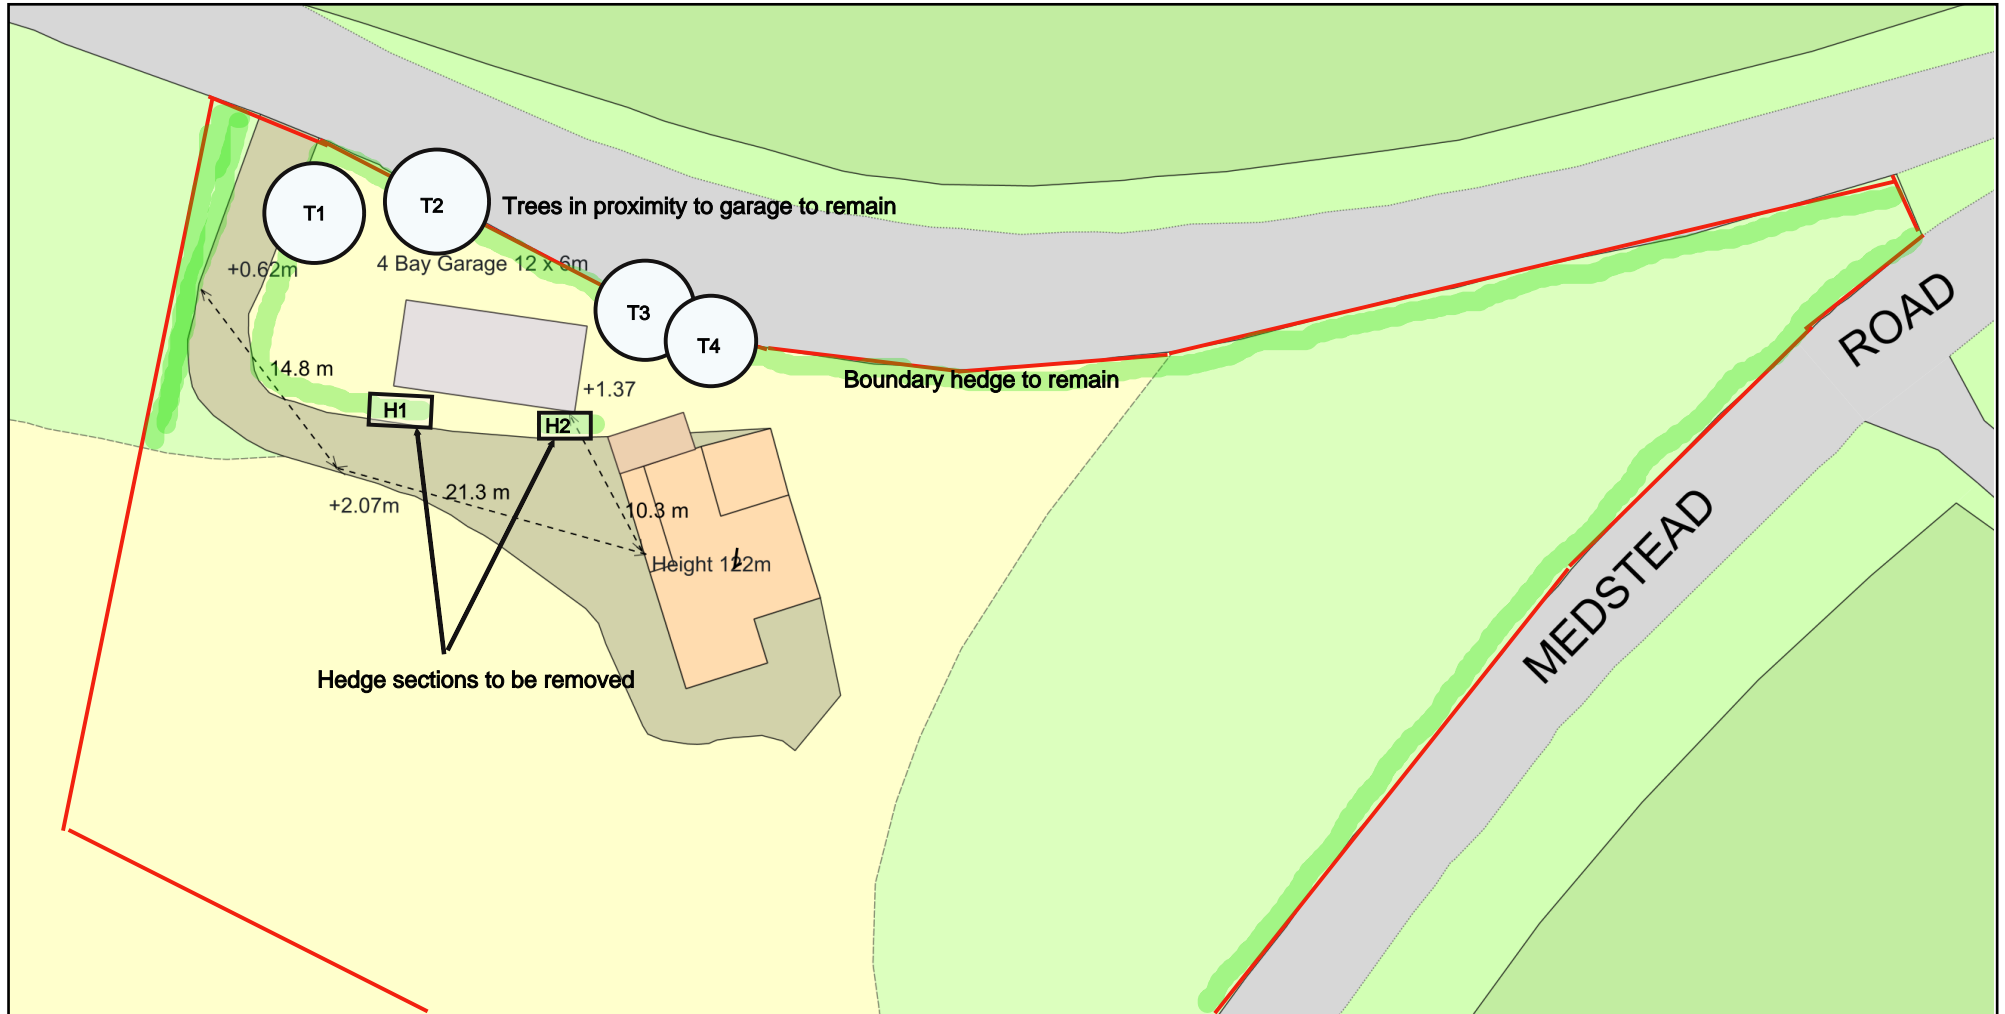 T1
T2
Trees in proximity to garage to remain
+0.62m
4 Bay Garage 12 x 6m
T3
T4
14.8 m
Boundary hedge to remain
+1.37
H1
H2
21.3 m
+2.07m
10.3 m
Height 122m
Hedge sections to be removed
MEDSTEAD
ROAD